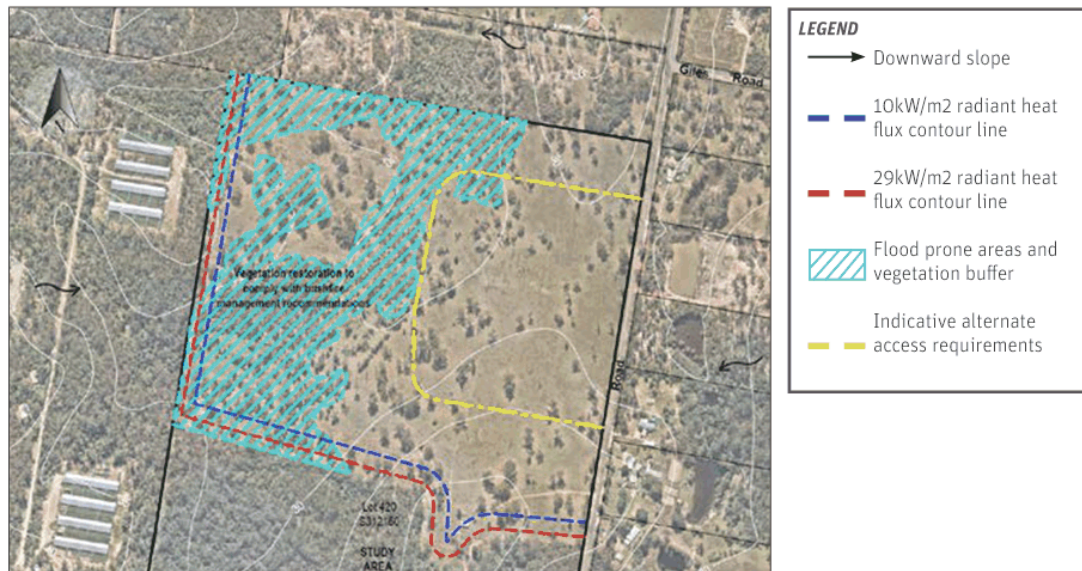 LEGEND
Downward slope
10kW/m2 radiant heat
flux contour line
29kW/m2 radiant heat
flux contour line
Flood prone areas and
vegetation buffer
Indicative alternate
access requirements
Giles Road
Road
Vegetation restoration to
comply with bushfire
management recommendations
Lot 420
S312180
STUDY
AREA
N